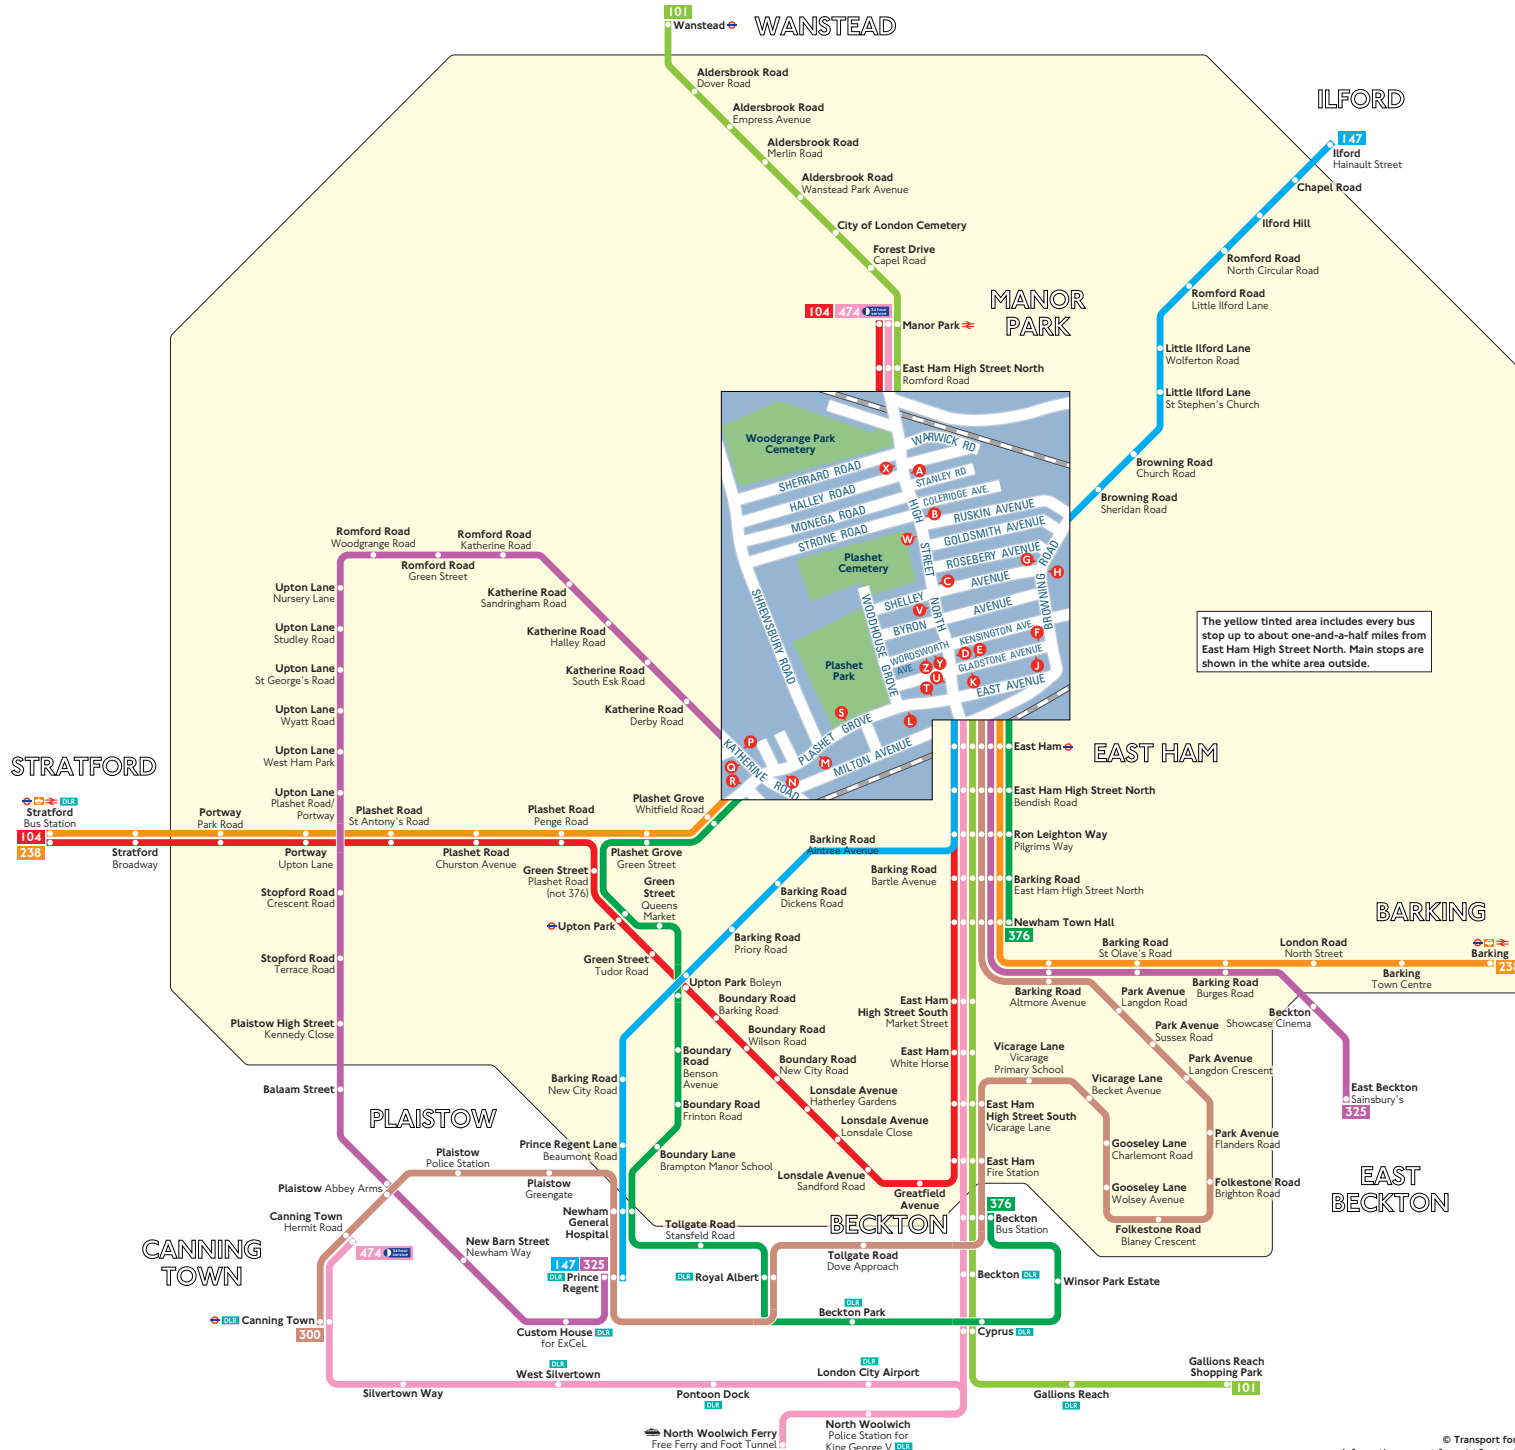 101
Wanstead
WANSTEAD
Aldersbrook Road
Dover Road
Aldersbrook Road
Empress Avenue
Aldersbrook Road
Merlin Road
Aldersbrook Road
Wanstead Park Avenue
City of London Cemetery
Forest Drive
Capel Road
ILFORD
147
Ilford
Hainault Street
Chapel Road
Ilford Hill
Romford Road
North Circular Road
Romford Road
Little Ilford Lane
Little Ilford Lane
Wolferton Road
Little Ilford Lane
St Stephen's Church
Browning Road
Church Road
Browning Road
Sheridan Road
MANOR
PARK
104
474
24 hour
service
Manor Park
East Ham High Street North
Romford Road
Woodgrange Park
Cemetery
WARWICK RD
SHERRARD ROAD
X
A
STANLEY RD
HALLEY ROAD
COLERIDGE AVE.
MONEGA ROAD
HIGH
B
RUSKIN AVENUE
STRONE ROAD
GOLDSMITH AVENUE
W
STREET
ROSEBERY AVENUE
G
ROAD
H
Plashet
Cemetery
C
AVENUE
SHELLEY
NORTH
V
AVENUE
BYRON
BROWNING
SHREWSBURY ROAD
WOODHOUSE GROVE
KENSINGTON AVE.
F
WORDSWORTH
AVE.
D
E
Z
Y
GLADSTONE AVENUE
J
Plashet
Park
U
T
K
EAST AVENUE
S
L
PLASHET GROVE
P
MILTON AVENUE
M
Q
R
N
KATHERINE ROAD
The yellow tinted area includes every bus
stop up to about one-and-a-half miles from
East Ham High Street North. Main stops are
shown in the white area outside.
Romford Road
Woodgrange Road
Romford Road
Katherine Road
Romford Road
Green Street
Upton Lane
Nursery Lane
Upton Lane
Studley Road
Upton Lane
St George's Road
Upton Lane
Wyatt Road
Upton Lane
West Ham Park
Upton Lane
Plashet Road/
Portway
Katherine Road
Sandringham Road
Katherine Road
Halley Road
Katherine Road
South Esk Road
Katherine Road
Derby Road
STRATFORD
DLR
Stratford
Bus Station
104
238
Stratford
Broadway
Portway
Park Road
Portway
Upton Lane
Plashet Road
St Antony's Road
Plashet Road
Churston Avenue
Plashet Road
Penge Road
Plashet Grove
Whitfield Road
Plashet Grove
Green Street
Green Street
Plashet Road
(not 376)
Green
Street
Queens
Market
Upton Park
Green Street
Tudor Road
Upton Park Boleyn
Stopford Road
Crescent Road
Stopford Road
Terrace Road
Plaistow High Street
Kennedy Close
Balaam Street
PLAISTOW
Barking Road
Aintree Avenue
Barking Road
Bartle Avenue
Barking Road
Dickens Road
Barking Road
Priory Road
Boundary Road
Barking Road
Boundary Road
Wilson Road
Boundary Road
New City Road
Lonsdale Avenue
Hatherley Gardens
Lonsdale Avenue
Lonsdale Close
Lonsdale Avenue
Sandford Road
Greatfield
Avenue
Boundary
Road
Benson
Avenue
Boundary Road
Frinton Road
Boundary Lane
Brampton Manor School
Barking Road
New City Road
Prince Regent Lane
Beaumont Road
Newham
General
Hospital
East Ham
EAST HAM
East Ham High Street North
Bendish Road
Ron Leighton Way
Pilgrims Way
Barking Road
East Ham High Street North
Newham Town Hall
376
East Ham
High Street South
Market Street
East Ham
White Horse
East Ham
High Street South
Vicarage Lane
East Ham
Fire Station
BARKING
Barking
238
Barking Road
St Olave's Road
London Road
North Street
Barking
Town Centre
Barking Road
Burges Road
Beckton
Showcase Cinema
East Beckton
Sainsbury's
325
EAST
BECKTON
Barking Road
Altmore Avenue
Park Avenue
Langdon Road
Park Avenue
Sussex Road
Park Avenue
Langdon Crescent
Park Avenue
Flanders Road
Folkestone Road
Brighton Road
Folkestone Road
Blaney Crescent
Gooseley Lane
Wolsey Avenue
Gooseley Lane
Charlemont Road
Vicarage Lane
Becket Avenue
Vicarage Lane
Vicarage
Primary School
Plaistow
Police Station
Plaistow
Greengate
Plaistow Abbey Arms
Canning Town
Hermit Road
CANNING
TOWN
474
24 hour
service
New Barn Street
Newham Way
147
325
DLR Prince
Regent
DLR Canning Town
300
Custom House DLR
for ExCeL
BECKTON
Tollgate Road
Stansfeld Road
DLR Royal Albert
Tollgate Road
Dove Approach
DLR
Beckton Park
376
Beckton
Bus Station
Beckton DLR
Winsor Park Estate
Cyprus DLR
Silvertown Way
DLR
West Silvertown
Pontoon Dock
DLR
DLR
London City Airport
North Woolwich
Police Station for
King George V DLR
North Woolwich Ferry
Free Ferry and Foot Tunnel
Gallions Reach
DLR
Gallions Reach
Shopping Park
101
© Transport for